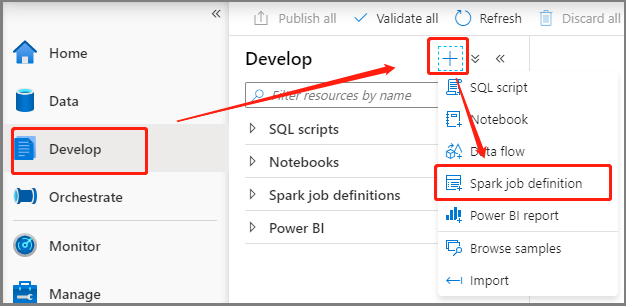 Publish all
Validate all
Refresh
Discard all
Home
Data
Develop
Orchestrate
Monitor
Manage
Develop
Filter resources by name
SQL scripts
Notebooks
Spark job definitions
Power BI
SQL script
Notebook
Data flow
Spark job definition
Power BI report
Browse samples
Import